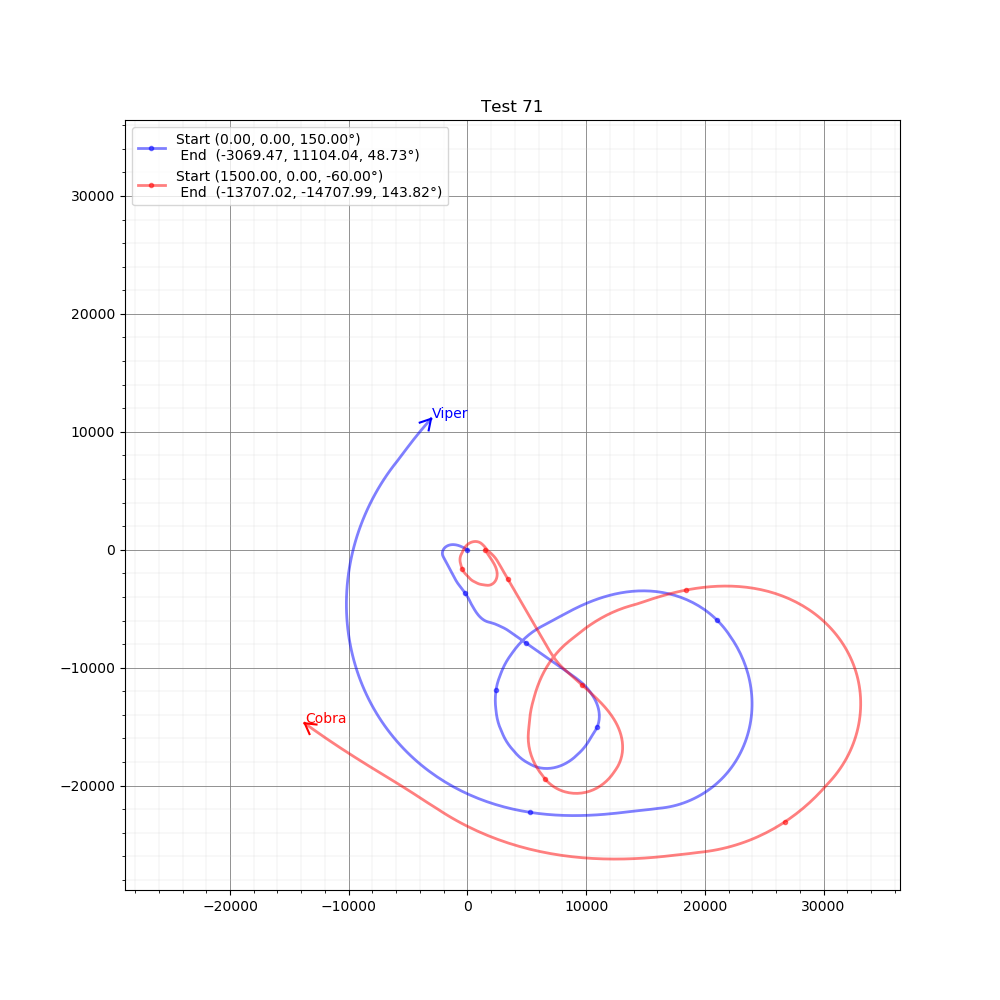 Test 71
Start (0.00, 0.00, 150.00°)
End  (-3069.47, 11104.04, 48.73°)
Start (1500.00, 0.00, -60.00°)
End  (-13707.02, -14707.99, 143.82°)
30000
20000
Viper
10000
0
−10000
Cobra
−20000
−20000
−10000
0
10000
20000
30000